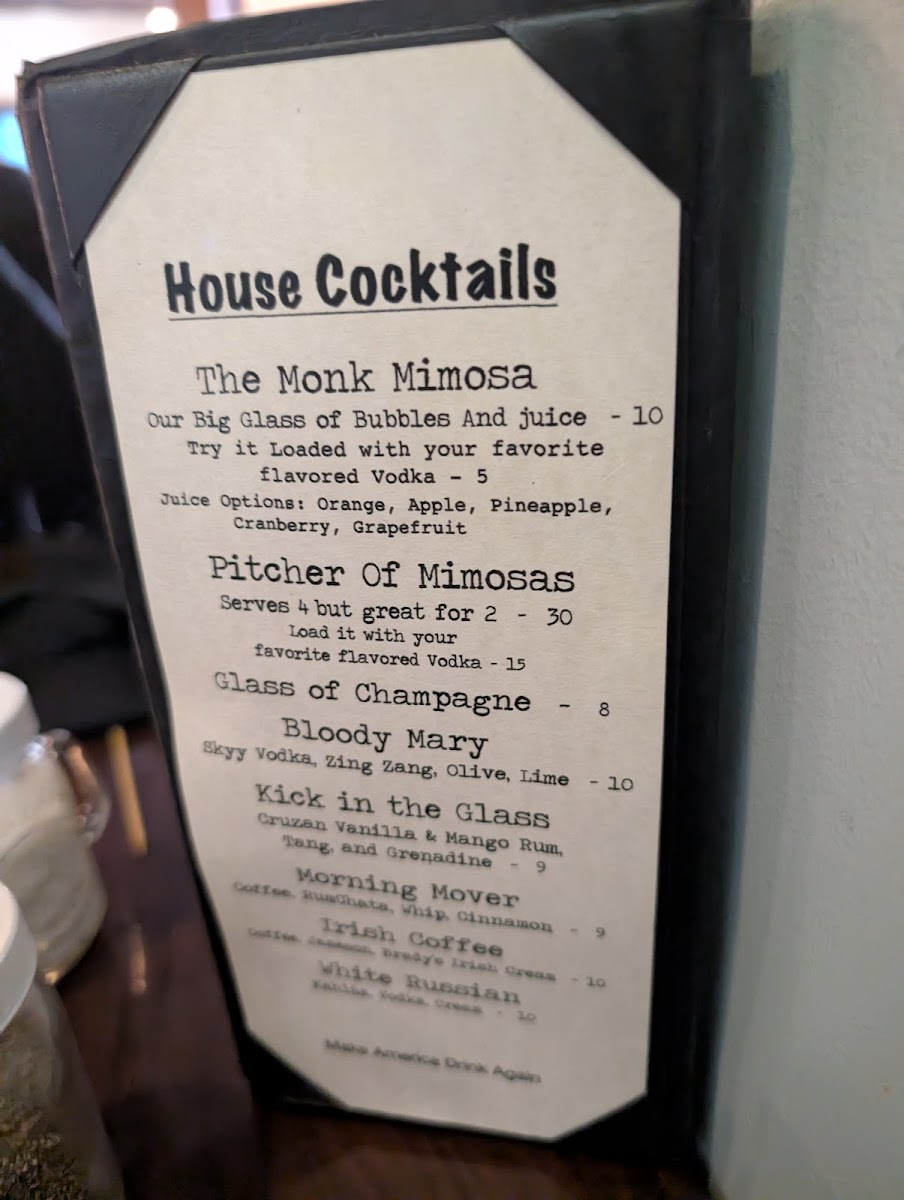 House Cocktails
The Monk Mimosa
Our Big Glass of Bubbles And juice - 10
Try it Loaded with your favorite
flavored Vodka - 5
Juice Options: Orange, Apple, Pineapple,
Cranberry, Grapefruit
Pitcher Of Mimosas
Serves 4 but great for 2 - 30
Load it with your
favorite flavored Vodka - 15
Glass of Champagne - 8
Bloody Mary
Skyy Vodka, Zing Zang, Olive, Lime - 10
Kick in the Glass
Cruzan Vanilla & Mango Rum,
Tang, and Grenadine - 9
Morning Mover
Coffee, RumChata, Whip, Cinnamon - 9
Irish Coffee
Coffee, Jameson, Brady's Irish Cream - 10
White Russian
Kahlua, Vodka, Cream - 10
Make America Drink Again